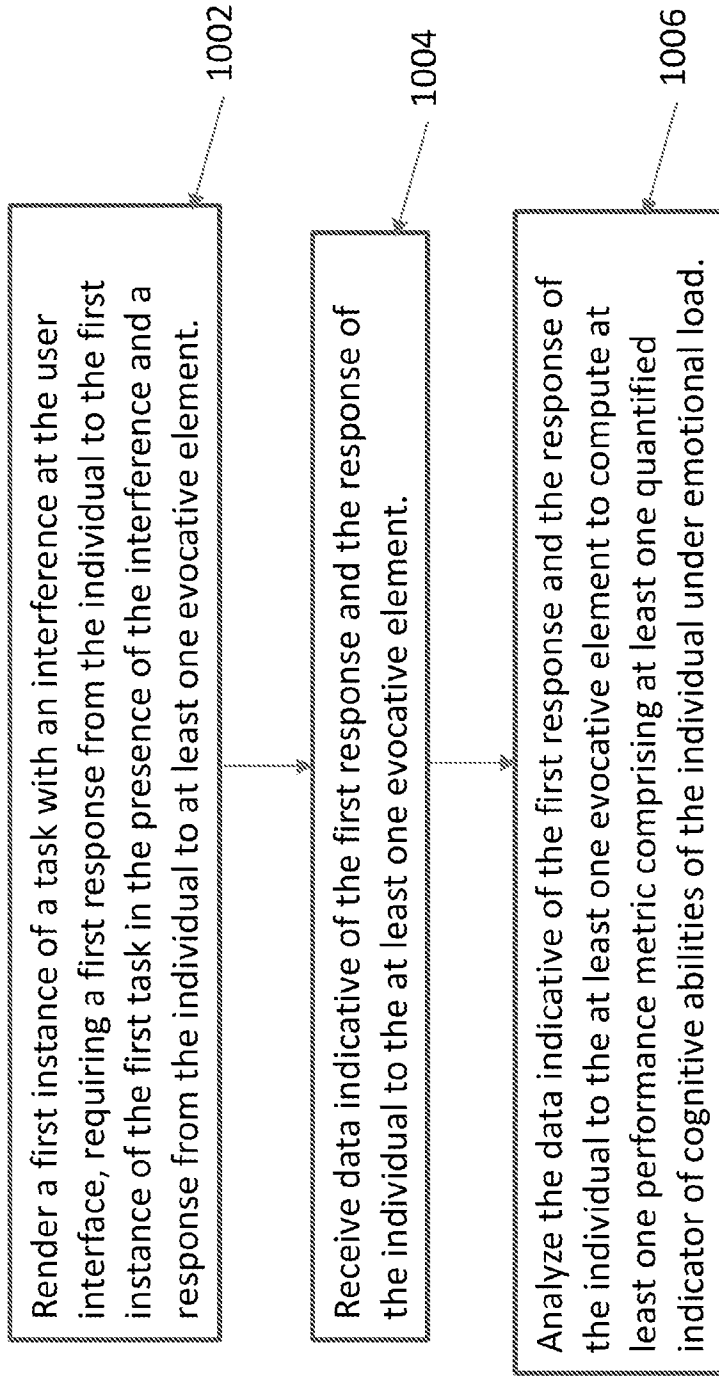 Render a first instance of a task with an interference at the user
interface, requiring a first response from the individual to the first
instance of the first task in the presence of the interference and a
response from the individual to at least one evocative element.
1002
Receive data indicative of the first response and the response of
the individual to the at least one evocative element.
1004
Analyze the data indicative of the first response and the response of
the individual to the at least one evocative element to compute at
least one performance metric comprising at least one quantified
indicator of cognitive abilities of the individual under emotional load.
1006